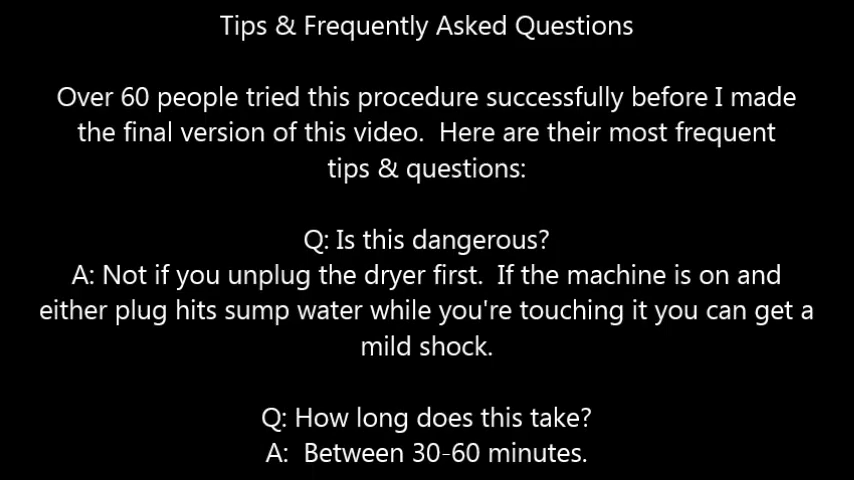 Tips & Frequently Asked Questions
Over 60 people tried this procedure successfully before I made
the final version of this video.  Here are their most frequent
tips & questions:
Q: Is this dangerous?
A: Not if you unplug the dryer first.  If the machine is on and
either plug hits sump water while you're touching it you can get a
mild shock.
Q: How long does this take?
A:  Between 30-60 minutes.